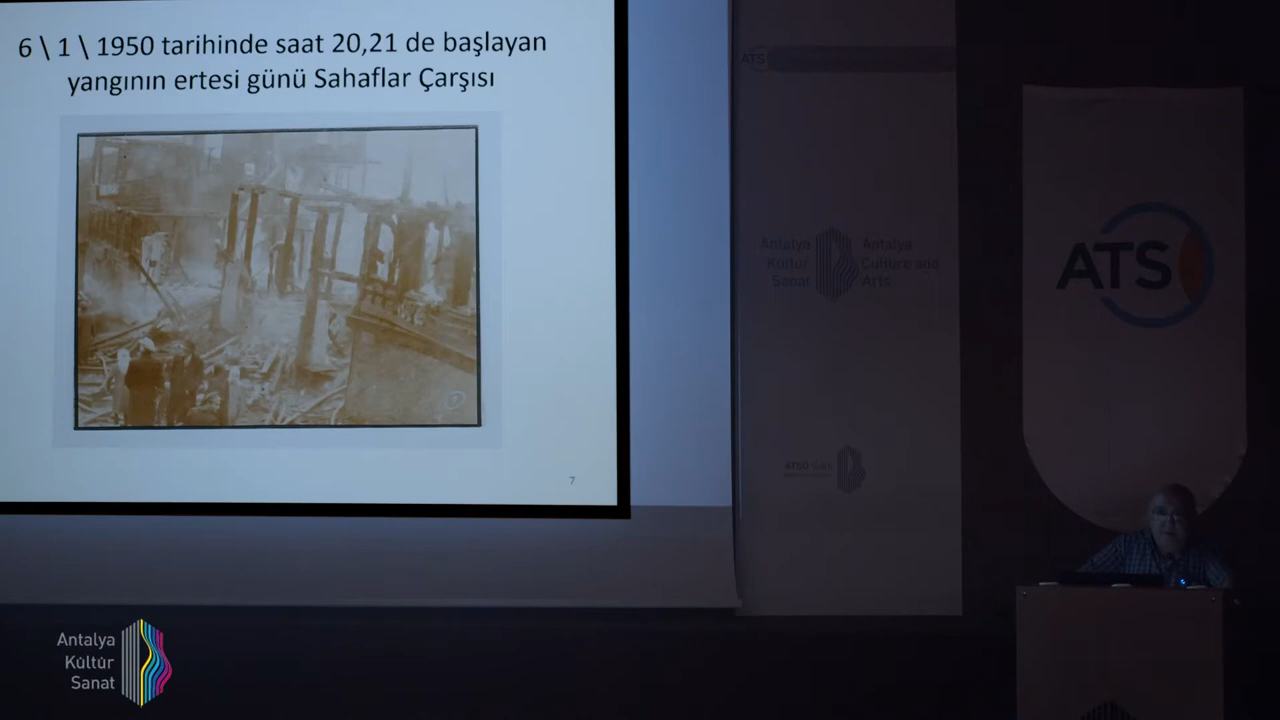 6 \ 1 \ 1950 tarihinde saat 20,21 de başlayan
yangının ertesi günü Sahaflar Çarşısı
7
ATS
Antalya
Kültür
Sanat
Antalya
Culture and
Arts
ATS
Antalya
Kültür
Sanat